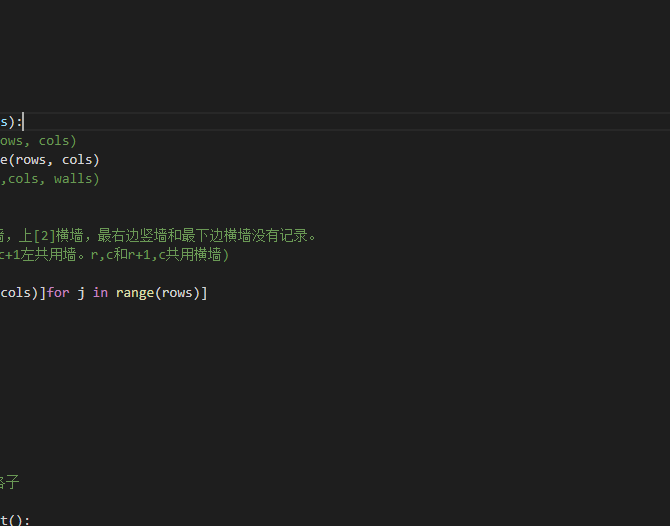 s):
ows, cols)
e(rows, cols)
,cols, walls)
墙，上[2]横墙，最右边竖墙和最下边横墙没有记录。
c+1左共用墙。r,c和r+1,c共用横墙)
cols)]for j in range(rows)]
格子
t():